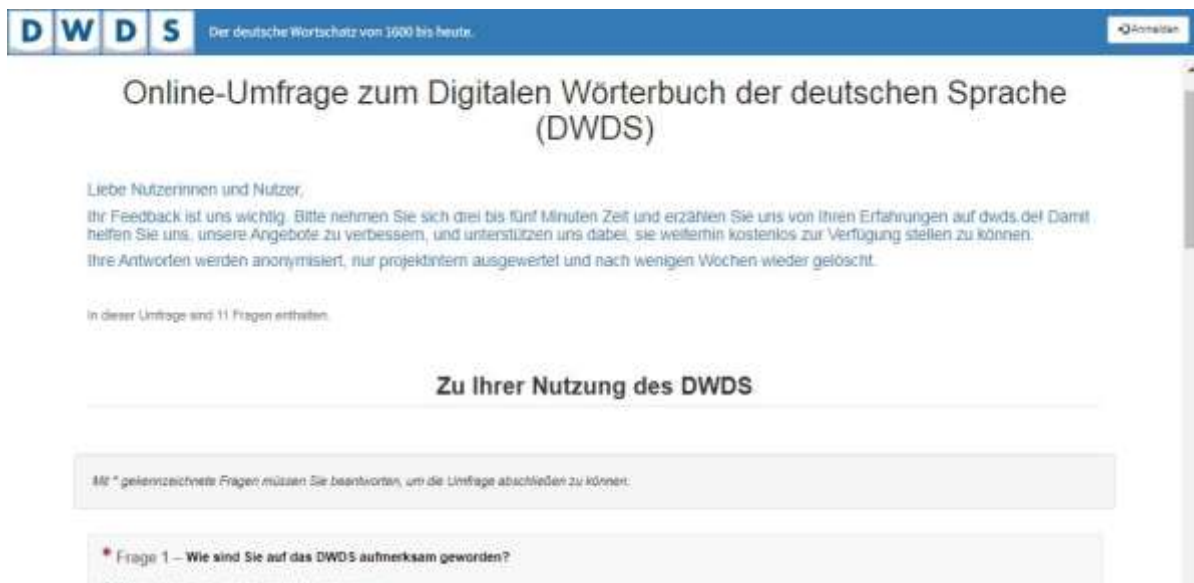 D W D S Der deutsche Wortschatz von 1600 bis heute. Anmelden
Online-Umfrage zum Digitalen Wörterbuch der deutschen Sprache
(DWDS)
Liebe Nutzerinnen und Nutzer,
Ihr Feedback ist uns wichtig. Bitte nehmen Sie sich drei bis fünf Minuten Zeit und erzählen Sie uns von Ihren Erfahrungen auf dwds.de! Damit
helfen Sie uns, unsere Angebote zu verbessern, und unterstützen uns dabei, sie weiterhin kostenlos zur Verfügung stellen zu können.
Ihre Antworten werden anonymisiert, nur projektintern ausgewertet und nach wenigen Wochen wieder gelöscht.
In dieser Umfrage sind 11 Fragen enthalten.
Zu Ihrer Nutzung des DWDS
Mit * gekennzeichnete Fragen müssen Sie beantworten, um die Umfrage abschließen zu können.
* Frage 1 – Wie sind Sie auf das DWDS aufmerksam geworden?